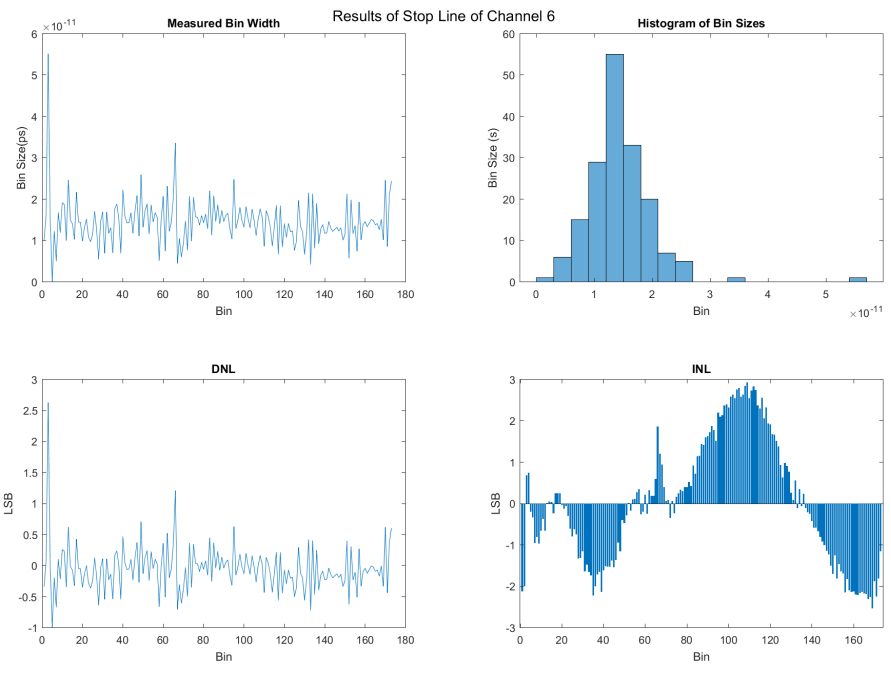 Results of Stop Line of Channel 6
×10⁻¹¹
Measured Bin Width
Bin Size(ps)
6
5
4
3
2
1
0
0 20 40 60 80 100 120 140 160 180
Bin
Histogram of Bin Sizes
Bin Size (s)
60
50
40
30
20
10
0
0 1 2 3 4 5
Bin
×10⁻¹¹
DNL
LSB
3
2.5
2
1.5
1
0.5
0
-0.5
-1
0 20 40 60 80 100 120 140 160 180
Bin
INL
LSB
3
2
1
0
-1
-2
-3
0 20 40 60 80 100 120 140 160
Bin